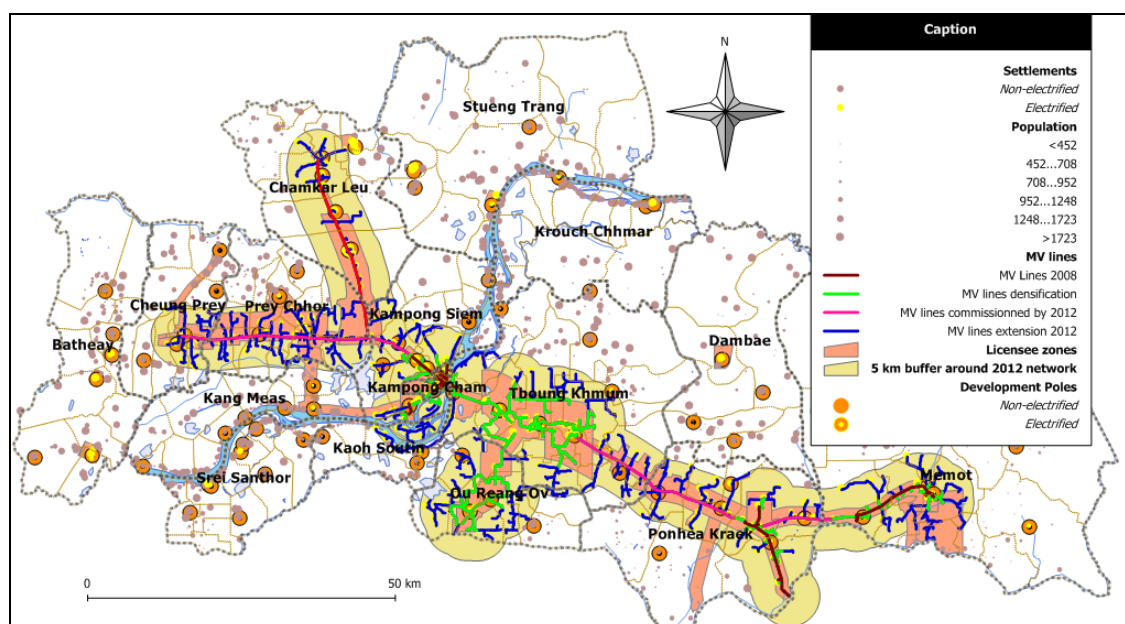 Caption
Settlements
Non-electrified
Electrified
Population
<452
452...708
708...952
952...1248
1248...1723
>1723
MV lines
MV Lines 2008
MV lines densification
MV lines commissionned by 2012
MV lines extension 2012
Licensee zones
5 km buffer around 2012 network
Development Poles
Non-electrified
Electrified
N
Stueng Trang
Chamkar Leu
Krouch Chhmar
Cheung Prey
Prey Chhor
Kampong Siem
Batheay
Dambae
Kampong Cham
Tboung Khmum
Kang Meas
Kaoh Soutin
Srei Santhor
Ou Reang Ov
Memot
Ponhea Kraek
0
50 km